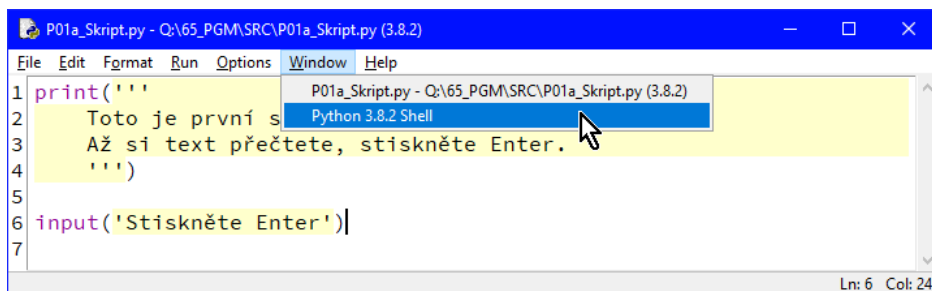 P01a_Skript.py - Q:\65_PGM\SRC\P01a_Skript.py (3.8.2)
File Edit Format Run Options Window Help
P01a_Skript.py - Q:\65_PGM\SRC\P01a_Skript.py (3.8.2)
Python 3.8.2 Shell
1 print('''
2 Toto je první s
3 Až si text přečtete, stiskněte Enter.
4 ''')
5
6 input('Stiskněte Enter')
7
Ln: 6 Col: 24